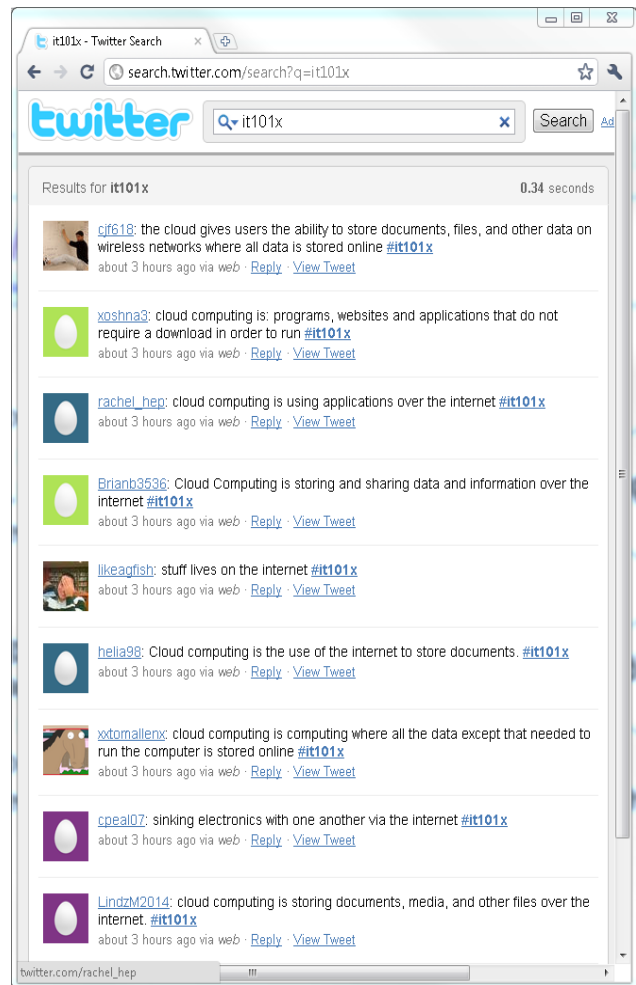 it101x - Twitter Search
search.twitter.com/search?q=it101x
twitter
it101x
Search
Ad
Results for it101x
0.34 seconds
cjf618: the cloud gives users the ability to store documents, files, and other data on
wireless networks where all data is stored online #it101x
about 3 hours ago via web · Reply · View Tweet
xoshna3: cloud computing is: programs, websites and applications that do not
require a download in order to run #it101x
about 3 hours ago via web · Reply · View Tweet
rachel_hep: cloud computing is using applications over the internet #it101x
about 3 hours ago via web · Reply · View Tweet
Brianb3536: Cloud Computing is storing and sharing data and information over the
internet #it101x
about 3 hours ago via web · Reply · View Tweet
likeagfish: stuff lives on the internet #it101x
about 3 hours ago via web · Reply · View Tweet
helia98: Cloud computing is the use of the internet to store documents. #it101x
about 3 hours ago via web · Reply · View Tweet
xxtomallenx: cloud computing is computing where all the data except that needed to
run the computer is stored online #it101x
about 3 hours ago via web · Reply · View Tweet
cpeal07: sinking electronics with one another via the internet #it101x
about 3 hours ago via web · Reply · View Tweet
LindzM2014: cloud computing is storing documents, media, and other files over the
internet. #it101x
about 3 hours ago via web · Reply · View Tweet
twitter.com/rachel_hep